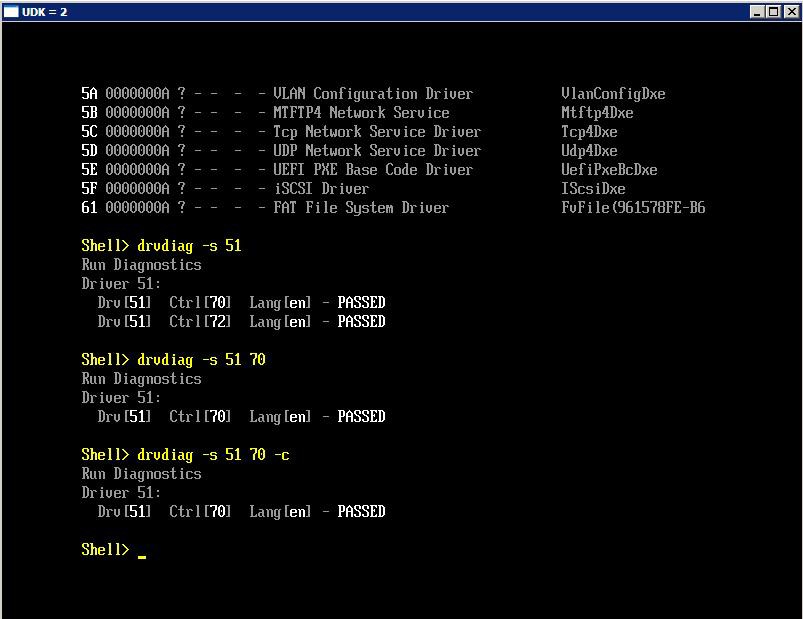 UDK = 2
5A 0000000A ? - - - - VLAN Configuration Driver VlanConfigDxe
5B 0000000A ? - - - - MTFTP4 Network Service Mtftp4Dxe
5C 0000000A ? - - - - Tcp Network Service Driver Tcp4Dxe
5D 0000000A ? - - - - UDP Network Service Driver Udp4Dxe
5E 0000000A ? - - - - UEFI PXE Base Code Driver UefiPxeBcDxe
5F 0000000A ? - - - - iSCSI Driver IScsiDxe
61 0000000A ? - - - - FAT File System Driver FvFile(961578FE-B6
Shell> drvdiag -s 51
Run Diagnostics
Driver 51:
Drv[51] Ctrl[70] Lang[en] - PASSED
Drv[51] Ctrl[72] Lang[en] - PASSED
Shell> drvdiag -s 51 70
Run Diagnostics
Driver 51:
Drv[51] Ctrl[70] Lang[en] - PASSED
Shell> drvdiag -s 51 70 -c
Run Diagnostics
Driver 51:
Drv[51] Ctrl[70] Lang[en] - PASSED
Shell> _